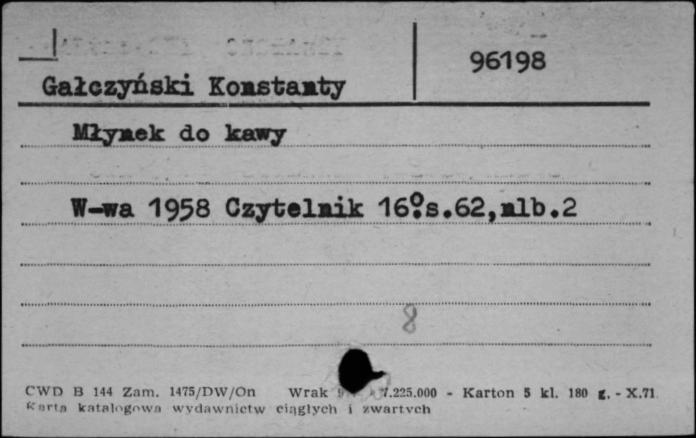 96198
Gałczyński Konstanty
Młynek do kawy
W-wa 1958 Czytelnik 16° s.62,nlb.2
8
CWD B 144 Zam. 1475/DW/On Wrak 7.225.000 - Karton 5 kl. 180 g. - X.71
Karta katalogowa wydawnictw ciągłych i zwartych